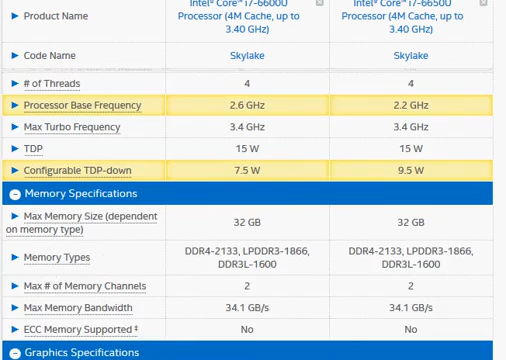 Product Name
Intel® Core™ i7-6600U Processor (4M Cache, up to 3.40 GHz)
Intel® Core™ i7-6650U Processor (4M Cache, up to 3.40 GHz)
Code Name Skylake Skylake
# of Threads 4 4
Processor Base Frequency 2.6 GHz 2.2 GHz
Max Turbo Frequency 3.4 GHz 3.4 GHz
TDP 15 W 15 W
Configurable TDP-down 7.5 W 9.5 W
Memory Specifications
Max Memory Size (dependent on memory type) 32 GB 32 GB
Memory Types DDR4-2133, LPDDR3-1866, DDR3L-1600 DDR4-2133, LPDDR3-1866, DDR3L-1600
Max # of Memory Channels 2 2
Max Memory Bandwidth 34.1 GB/s 34.1 GB/s
ECC Memory Supported ‡ No No
Graphics Specifications